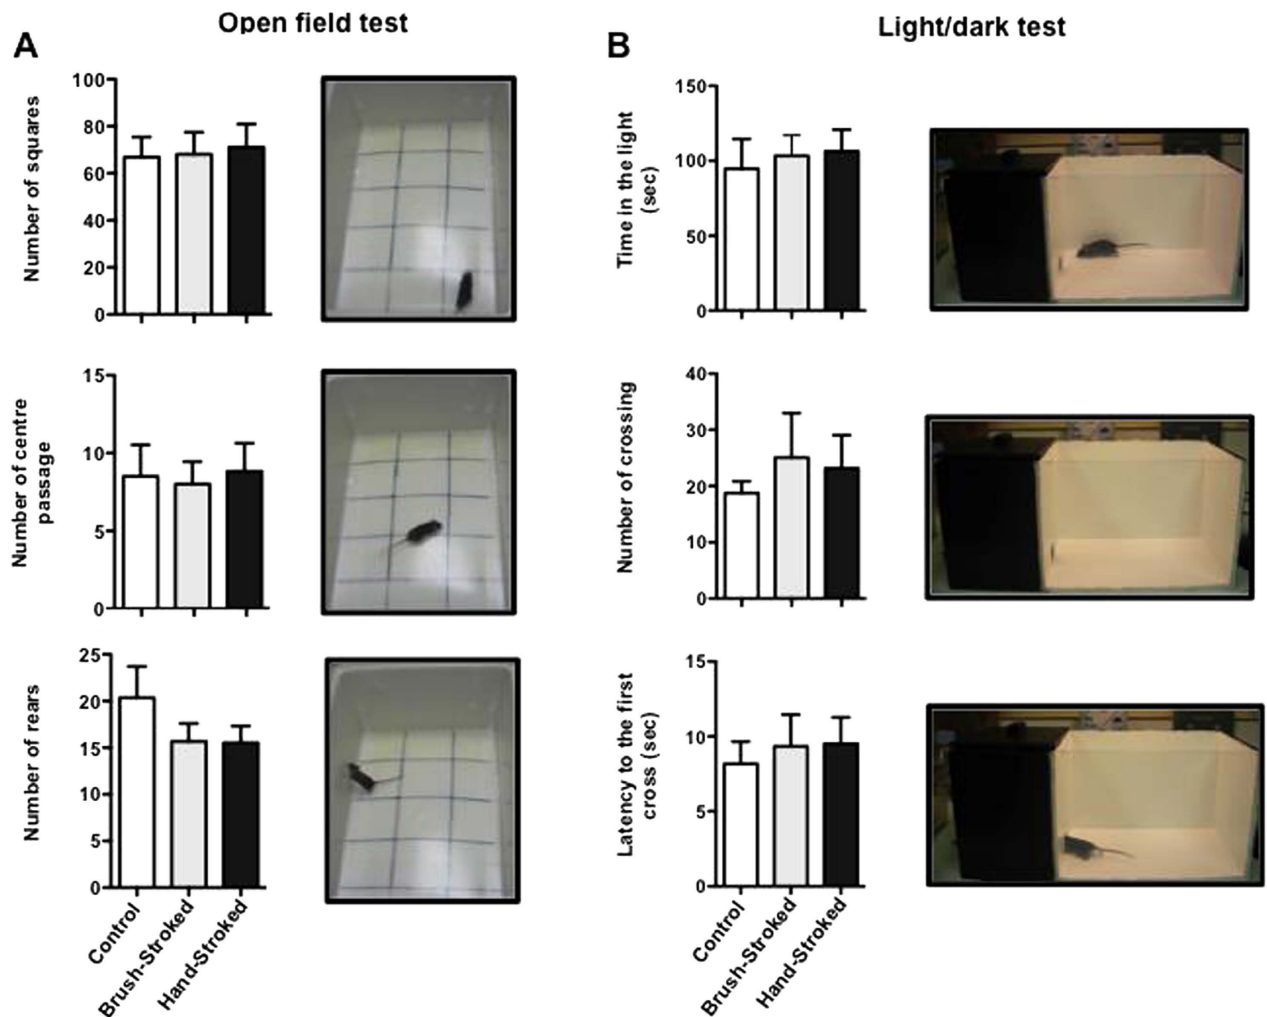 A
Open field test
Number of squares
100
80
60
40
20
0
Number of centre
passage
15
10
5
0
Number of rears
25
20
15
10
5
0
Control
Brush-Stroked
Hand-Stroked
B
Light/dark test
Time in the light
(sec)
150
100
50
0
Number of crossing
40
30
20
10
0
Latency to the first
cross (sec)
15
10
5
0
Control
Brush-Stroked
Hand-Stroked